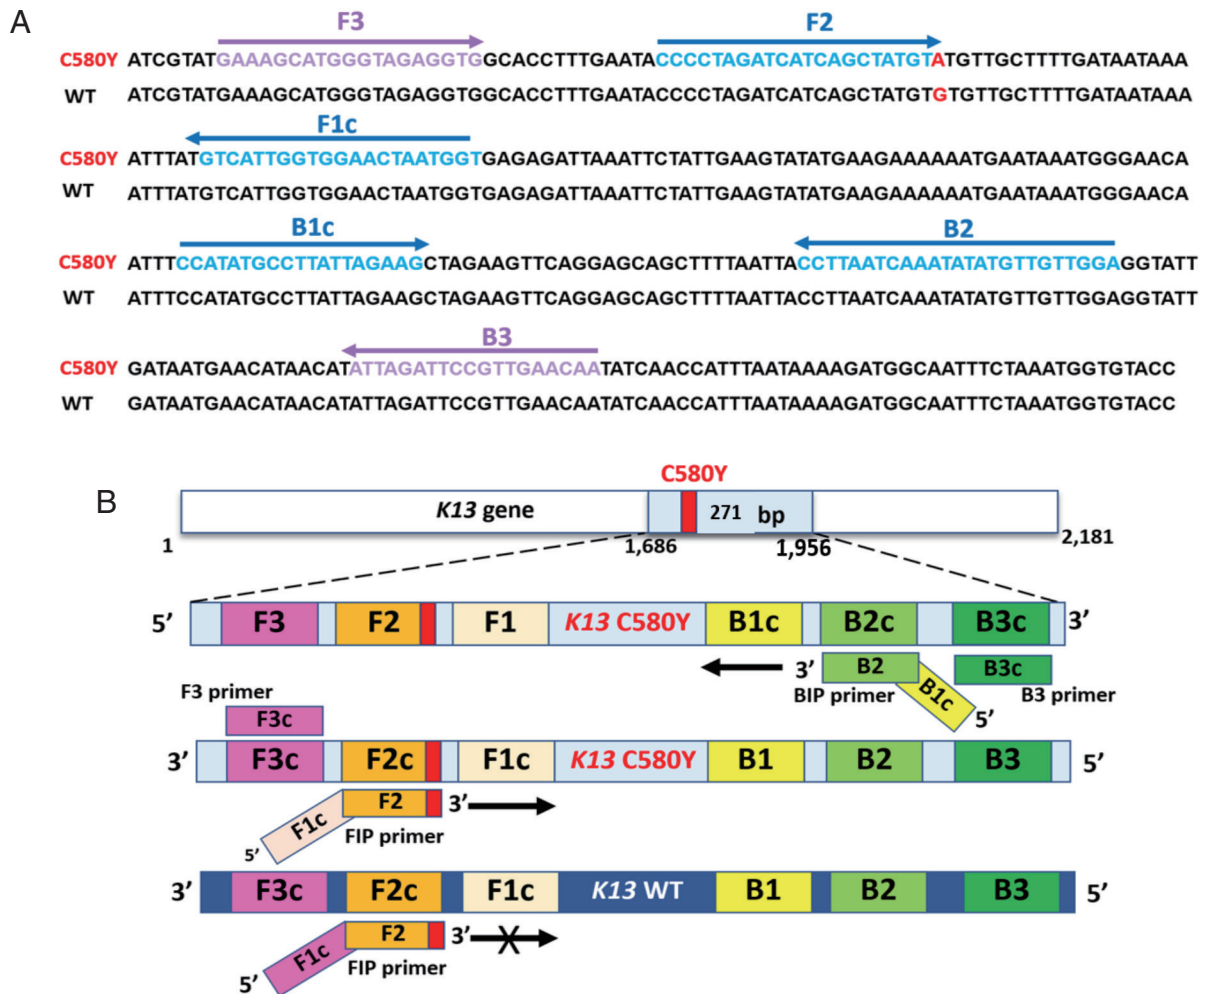 A
F3
F2
C580Y ATCGTATGAAAGCATGGGTAGAGGTGGCACCTTTGAATACCCCTAGATCATCAGCTATGTATGTTGCTTTTGATAATAAA
WT ATCGTATGAAAGCATGGGTAGAGGTGGCACCTTTGAATACCCCTAGATCATCAGCTATGTGTGTTGCTTTTGATAATAAA
F1c
C580Y ATTTATGTCATTGGTGGAACTAATGGTGAGAGATTAAATTCTATTGAAGTATATGAAGAAAAAATGAATAAATGGGAACA
WT ATTTATGTCATTGGTGGAACTAATGGTGAGAGATTAAATTCTATTGAAGTATATGAAGAAAAAATGAATAAATGGGAACA
B1c
B2
C580Y ATTTCCATATGCCTTATTAGAAGCTAGAAGTTCAGGAGCAGCTTTTAATTACCTTAATCAAATATATGTTGTTGGAGGTATT
WT ATTTCCATATGCCTTATTAGAAGCTAGAAGTTCAGGAGCAGCTTTTAATTACCTTAATCAAATATATGTTGTTGGAGGTATT
B3
C580Y GATAATGAACATAACATATTAGATTCCGTTGAACAATATCAACCATTTAATAAAAGATGGCAATTTCTAAATGGTGTACC
WT GATAATGAACATAACATATTAGATTCCGTTGAACAATATCAACCATTTAATAAAAGATGGCAATTTCTAAATGGTGTACC
B
C580Y
K13 gene
271 bp
1
1,686
1,956
2,181
5’ F3 F2 F1 K13 C580Y B1c B2c B3c 3’
3’ B2 B3c
BIP primer B1c B3 primer
5’
F3 primer
F3c
3’ F3c F2c F1c K13 C580Y B1 B2 B3 5’
F1c F2 3’
5’ FIP primer
3’ F3c F2c F1c K13 WT B1 B2 B3 5’
F1c F2 3’ X
5’ FIP primer